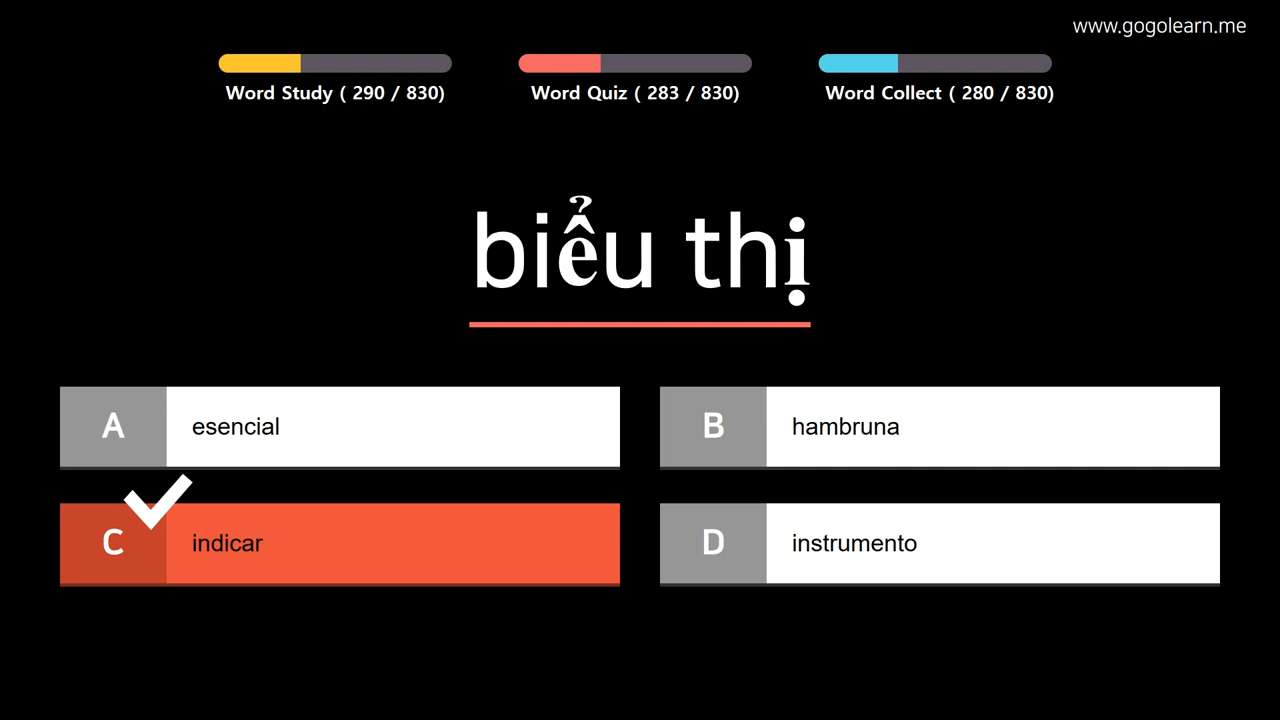 www.gogolearn.me
Word Study ( 290 / 830)
Word Quiz ( 283 / 830)
Word Collect ( 280 / 830)
biểu thị
A esencial
B hambruna
C indicar
D instrumento